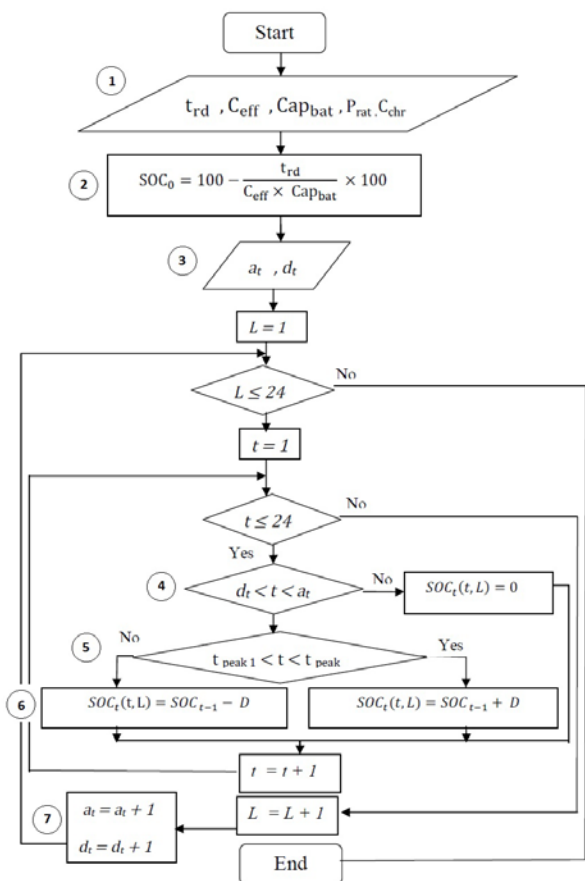 Start
1
t_rd , C_eff , Cap_bat , P_rat . C_chr
2
SOC_0 = 100 − t_rd / (C_eff × Cap_bat) × 100
3
a_t , d_t
L = 1
L ≤ 24
No
t = 1
t ≤ 24
No
Yes
4
d_t < t < a_t
No
SOC_t(t, L) = 0
5
No
t_peak 1 < t < t_peak
Yes
6
SOC_t(t, L) = SOC_t−1 − D
SOC_t(t, L) = SOC_t−1 + D
t = t + 1
L = L + 1
7
a_t = a_t + 1
d_t = d_t + 1
End